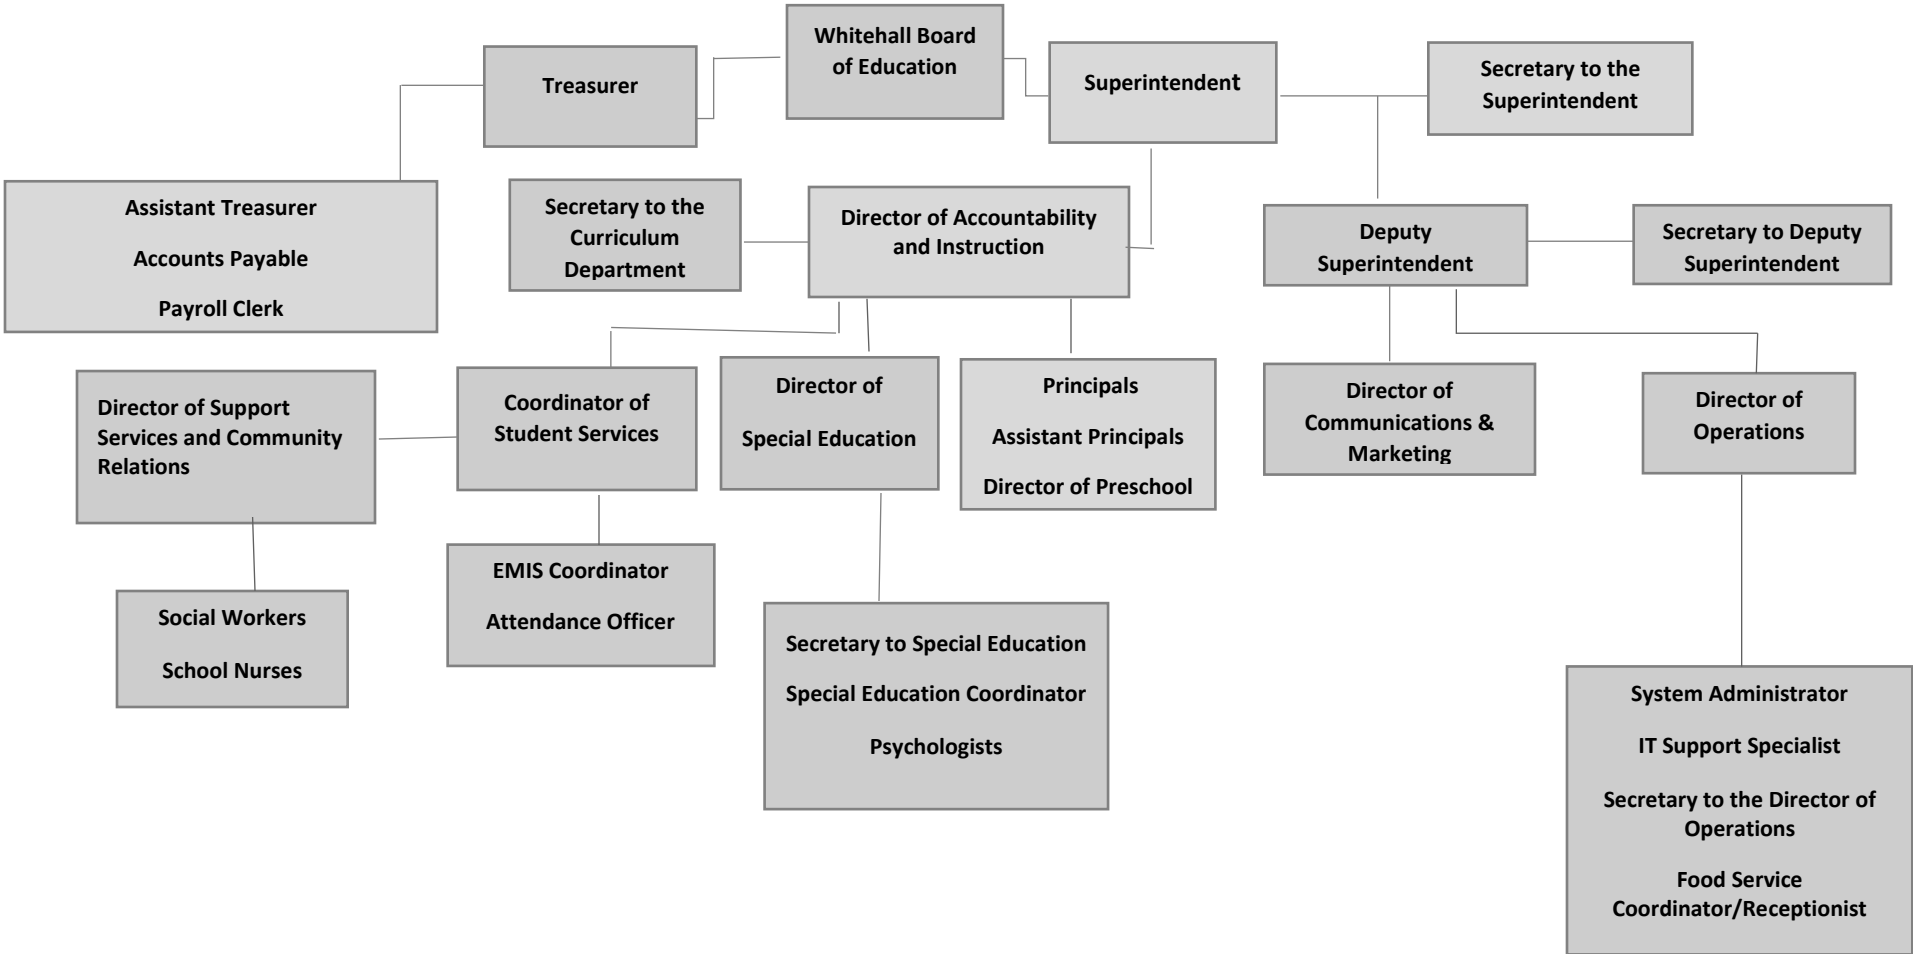 Whitehall Board
of Education
Treasurer
Superintendent
Secretary to the
Superintendent
Assistant Treasurer
Accounts Payable
Payroll Clerk
Secretary to the
Curriculum
Department
Director of Accountability
and Instruction
Deputy
Superintendent
Secretary to Deputy
Superintendent
Director of Support
Services and Community
Relations
Coordinator of
Student Services
Director of
Special Education
Principals
Assistant Principals
Director of Preschool
Director of
Communications &
Marketing
Director of
Operations
Social Workers
School Nurses
EMIS Coordinator
Attendance Officer
Secretary to Special Education
Special Education Coordinator
Psychologists
System Administrator
IT Support Specialist
Secretary to the Director of
Operations
Food Service
Coordinator/Receptionist